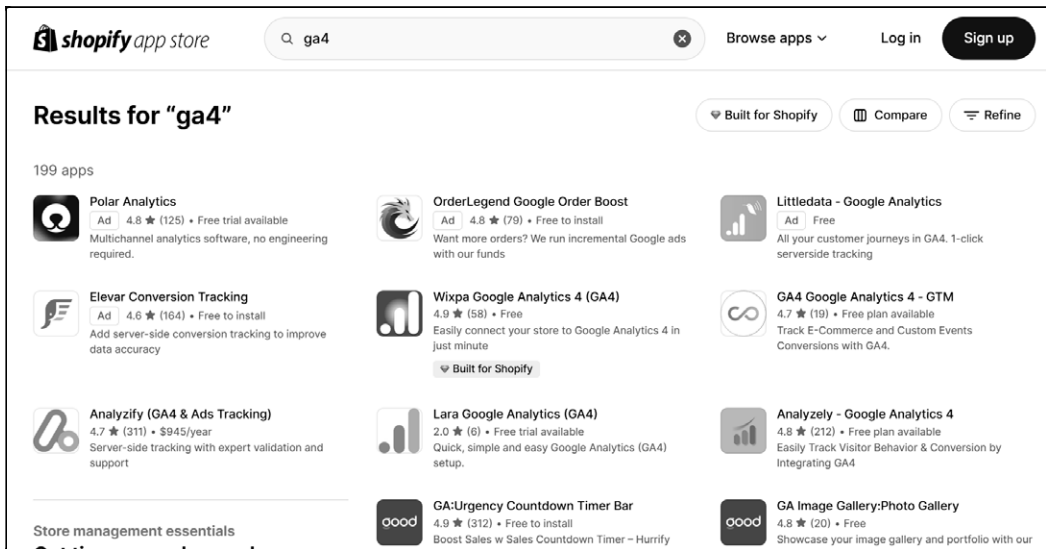 shopify app store
ga4
Browse apps
Log in
Sign up
Results for “ga4”
Built for Shopify
Compare
Refine
199 apps
Polar Analytics
Ad 4.8 ★ (125) • Free trial available
Multichannel analytics software, no engineering
required.
OrderLegend Google Order Boost
Ad 4.8 ★ (79) • Free to install
Want more orders? We run incremental Google ads
with our funds
Littledata - Google Analytics
Ad Free
All your customer journeys in GA4. 1-click
serverside tracking
Elevar Conversion Tracking
Ad 4.6 ★ (164) • Free to install
Add server-side conversion tracking to improve
data accuracy
Wixpa Google Analytics 4 (GA4)
4.9 ★ (58) • Free
Easily connect your store to Google Analytics 4 in
just minute
Built for Shopify
GA4 Google Analytics 4 - GTM
4.7 ★ (19) • Free plan available
Track E-Commerce and Custom Events
Conversions with GA4.
Analyzify (GA4 & Ads Tracking)
4.7 ★ (311) • $945/year
Server-side tracking with expert validation and
support
Lara Google Analytics (GA4)
2.0 ★ (6) • Free trial available
Quick, simple and easy Google Analytics (GA4)
setup.
Analyzely - Google Analytics 4
4.8 ★ (212) • Free plan available
Easily Track Visitor Behavior & Conversion by
Integrating GA4
Store management essentials
good
GA:Urgency Countdown Timer Bar
4.9 ★ (312) • Free to install
Boost Sales w Sales Countdown Timer – Hurrify
good
GA Image Gallery:Photo Gallery
4.8 ★ (20) • Free
Showcase your image gallery and portfolio with our